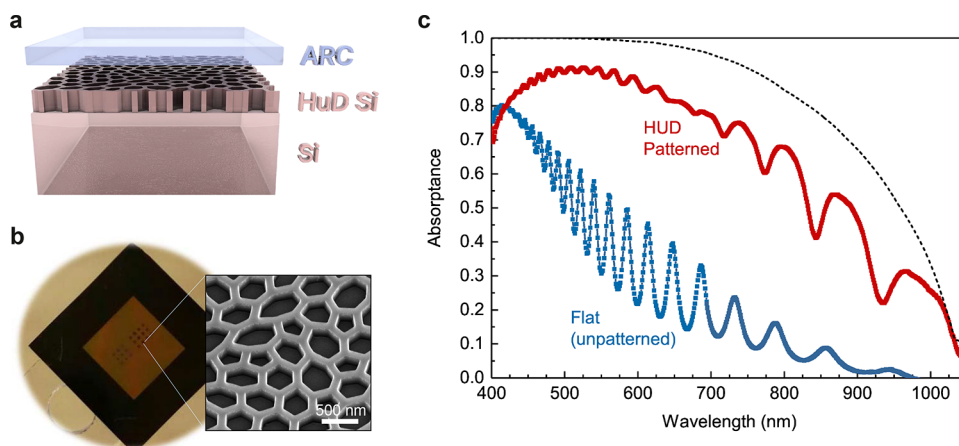 a
ARC
HuD Si
Si
b
500 nm
c
Absorptance
1.0
0.9
0.8
0.7
0.6
0.5
0.4
0.3
0.2
0.1
0.0
HUD
Patterned
Flat
(unpatterned)
400 500 600 700 800 900 1000
Wavelength (nm)